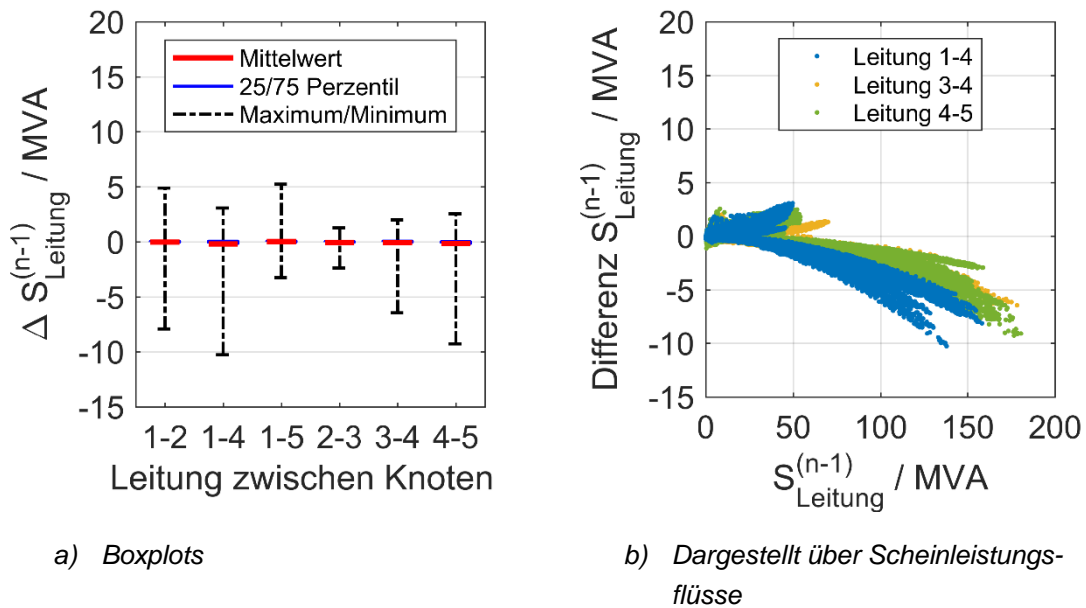 20
15
10
5
0
-5
-10
-15
Δ S(n-1)Leitung / MVA
Mittelwert
25/75 Perzentil
Maximum/Minimum
1-2 1-4 1-5 2-3 3-4 4-5
Leitung zwischen Knoten
a) Boxplots
20
15
10
5
0
-5
-10
-15
Differenz S(n-1)Leitung / MVA
Leitung 1-4
Leitung 3-4
Leitung 4-5
0 50 100 150 200
S(n-1)Leitung / MVA
b) Dargestellt über Scheinleistungs-
flüsse